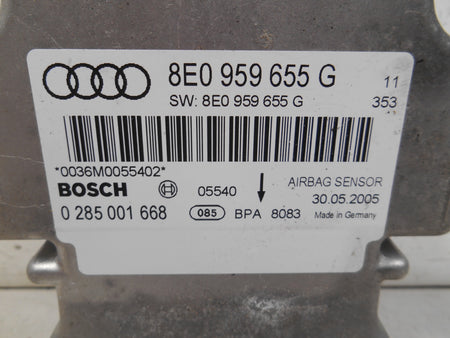 8E0 959 655 G 11
SW: 8E0 959 655 G 353
*0036M0055402*
BOSCH 05540 AIRBAG SENSOR
30.05.2005
0 285 001 668 085 BPA 8083 Made in Germany